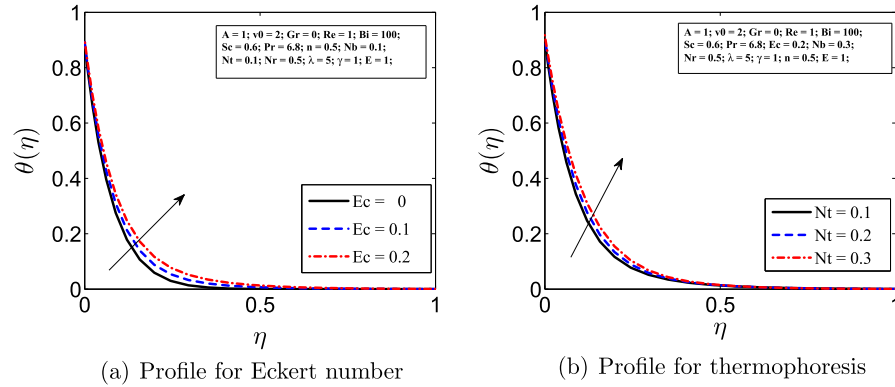 A = 1; v0 = 2; Gr = 0; Re = 1; Bi = 100;
Sc = 0.6; Pr = 6.8; n = 0.5; Nb = 0.1;
Nt = 0.1; Nr = 0.5; λ = 5; γ = 1; E = 1;
1
0.8
0.6
0.4
0.2
0
θ(η)
Ec = 0
Ec = 0.1
Ec = 0.2
0
0.5
1
η
(a) Profile for Eckert number
A = 1; v0 = 2; Gr = 0; Re = 1; Bi = 100;
Sc = 0.6; Pr = 6.8; Ec = 0.2; Nb = 0.3;
Nr = 0.5; λ = 5; γ = 1; n = 0.5; E = 1;
1
0.8
0.6
0.4
0.2
0
θ(η)
Nt = 0.1
Nt = 0.2
Nt = 0.3
0
0.5
1
η
(b) Profile for thermophoresis